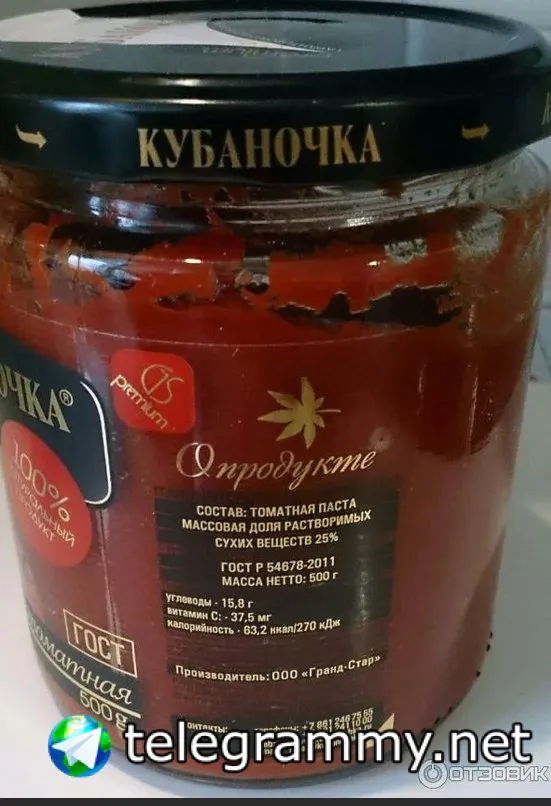 КУБАНОЧКА
ОЧКА®
premium
100%
О продукте
СОСТАВ: ТОМАТНАЯ ПАСТА
МАССОВАЯ ДОЛЯ РАСТВОРИМЫХ
СУХИХ ВЕЩЕСТВ 25%
ГОСТ Р 54678-2011
МАССА НЕТТО: 500 г
углеводы - 15,8 г
витамин С: - 37,5 мг
калорийность - 63,2 ккал/270 кДж
ГОСТ
томатная
500 g
Производитель: ООО «Гранд-Стар»
telegrammy.net
ОТЗОВИК